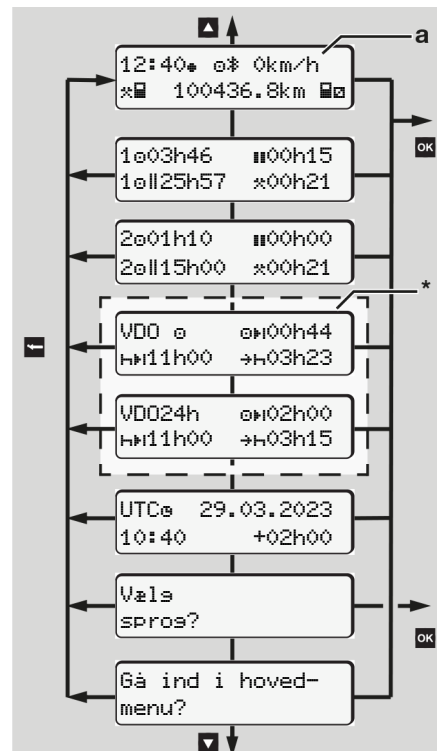 a
12:40 0km/h
100436.8km
OK
1 03h46 00h15
1 25h57 00h21
2 01h10 00h00
2 15h00 00h21
*
VDO 00h44
11h00 03h23
VDO24h 02h00
11h00 03h15
UTC 29.03.2023
10:40 +02h00
Vælg
sprog?
OK
Gå ind i hoved-
menu?